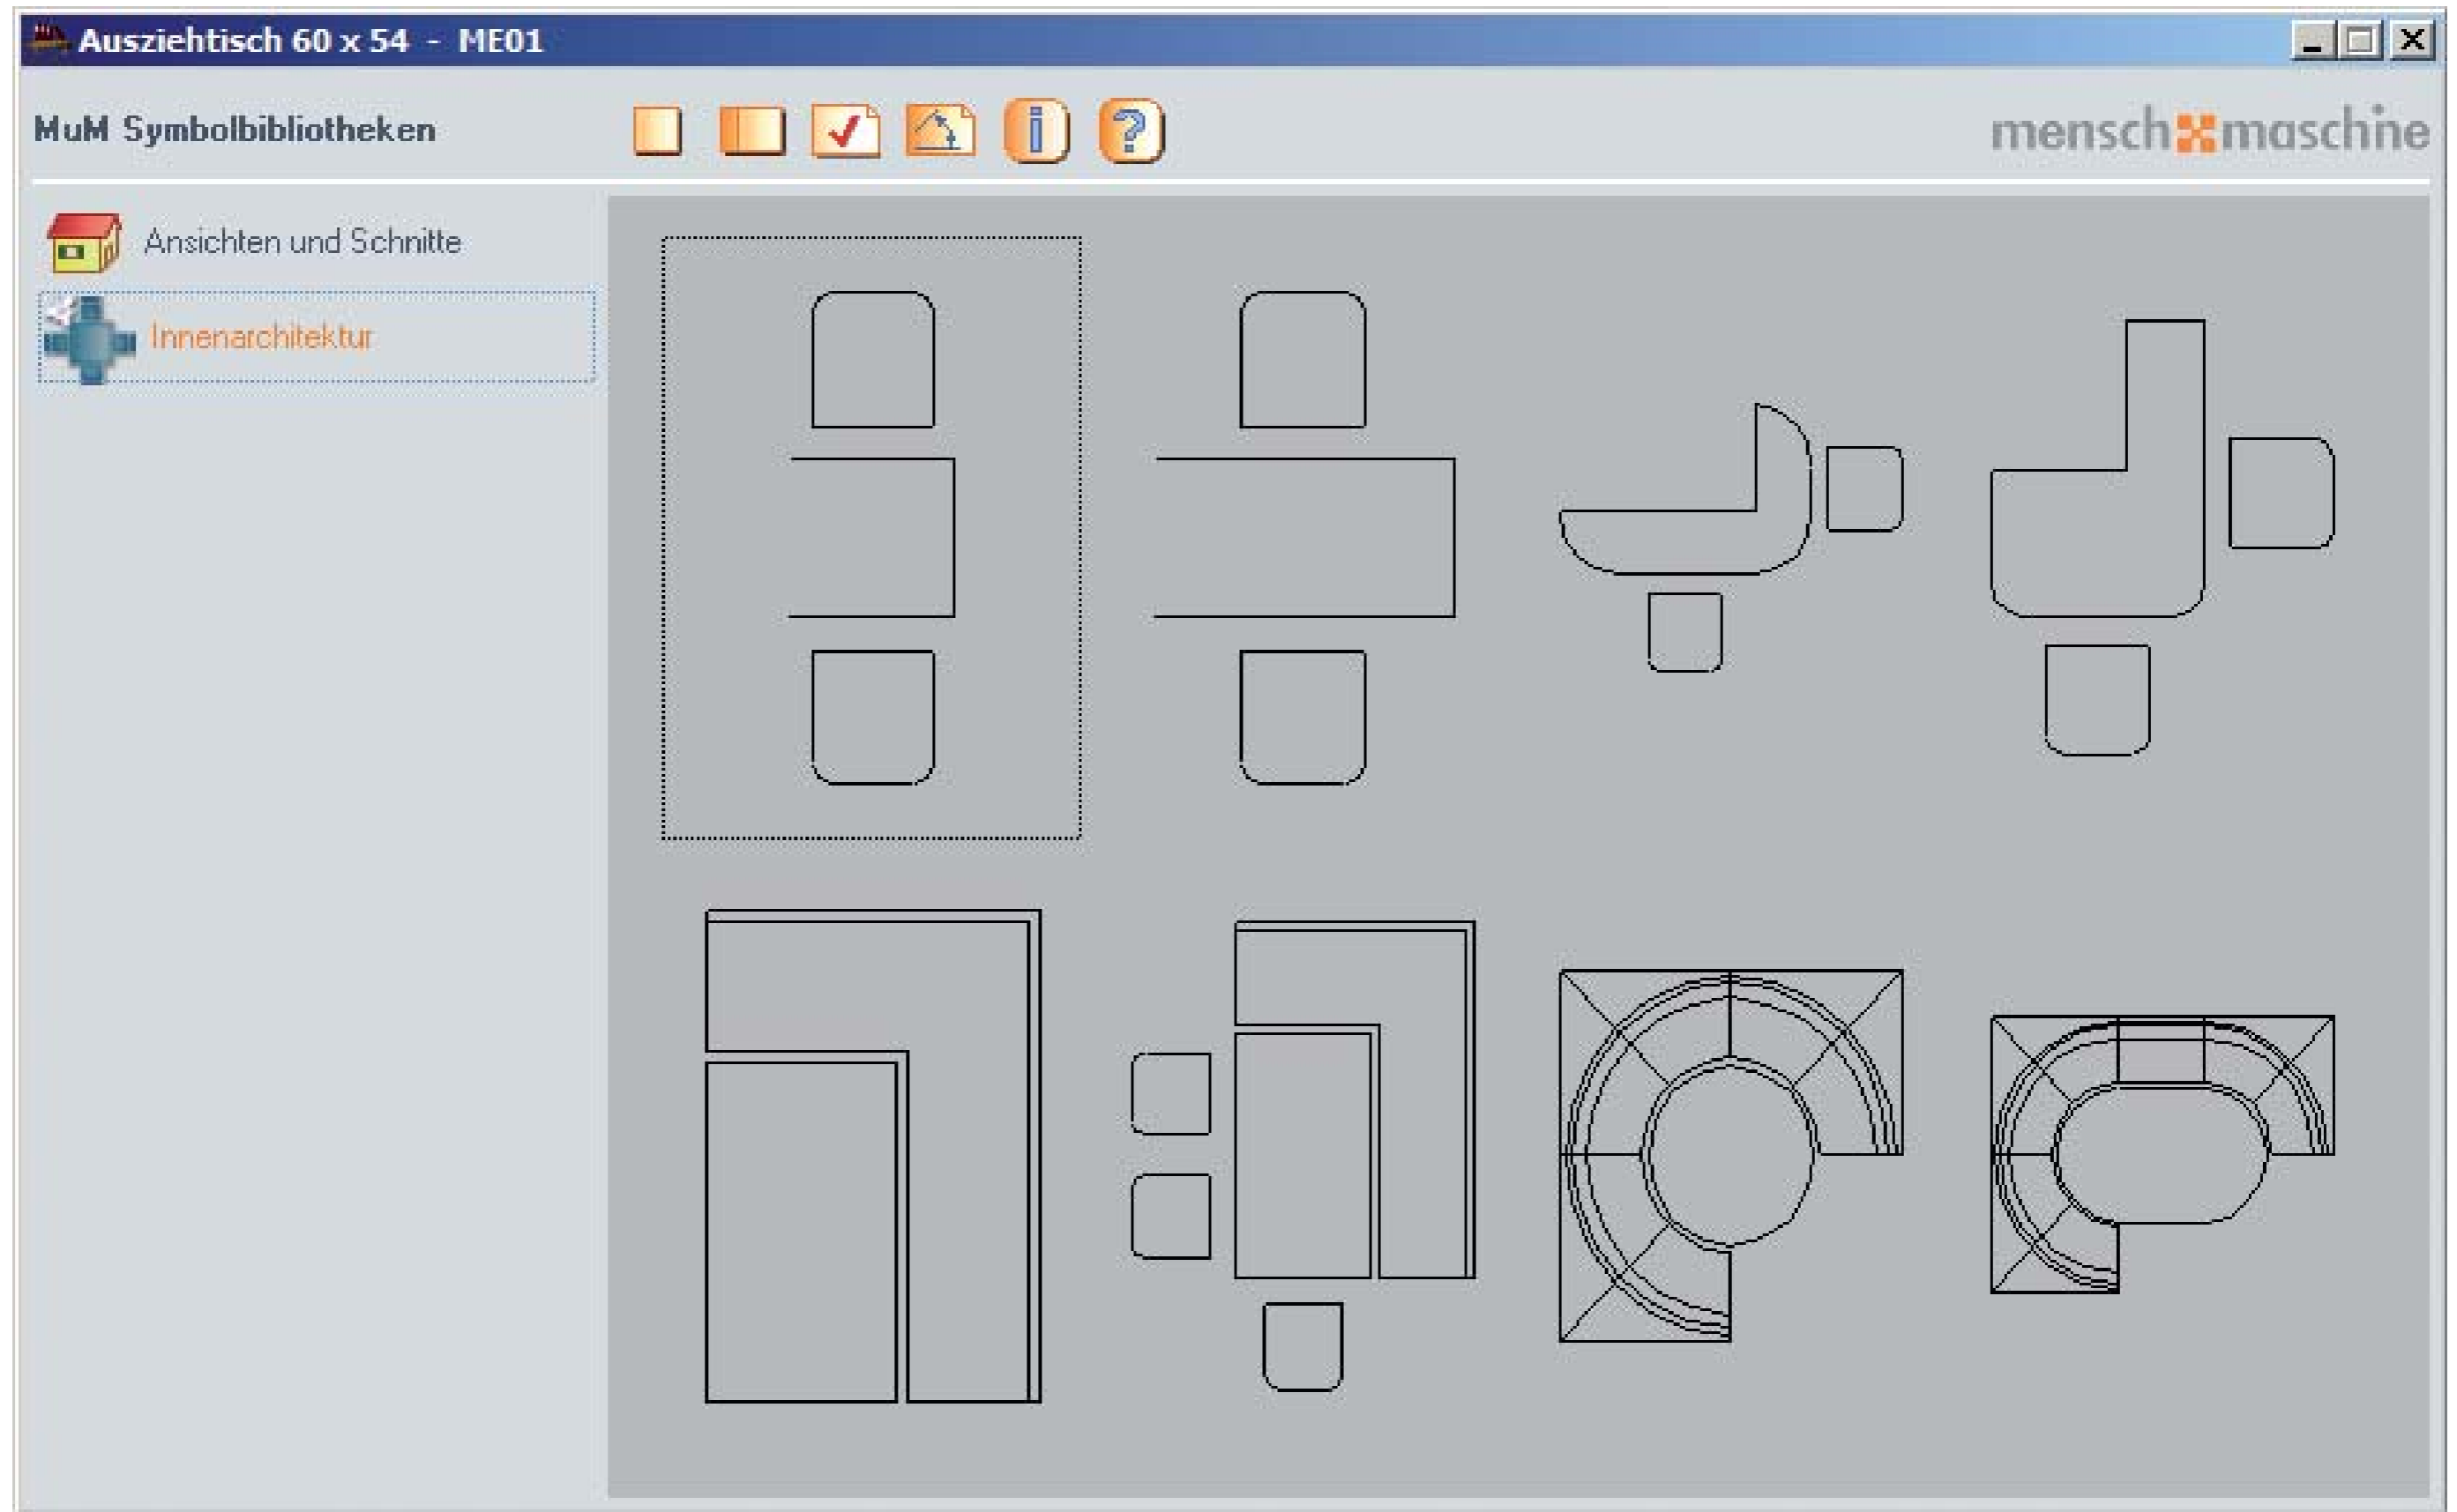 Ausziehtisch 60 x 54 - ME01
MuM Symbolbibliotheken
mensch maschine
Ansichten und Schnitte
Innenarchitektur